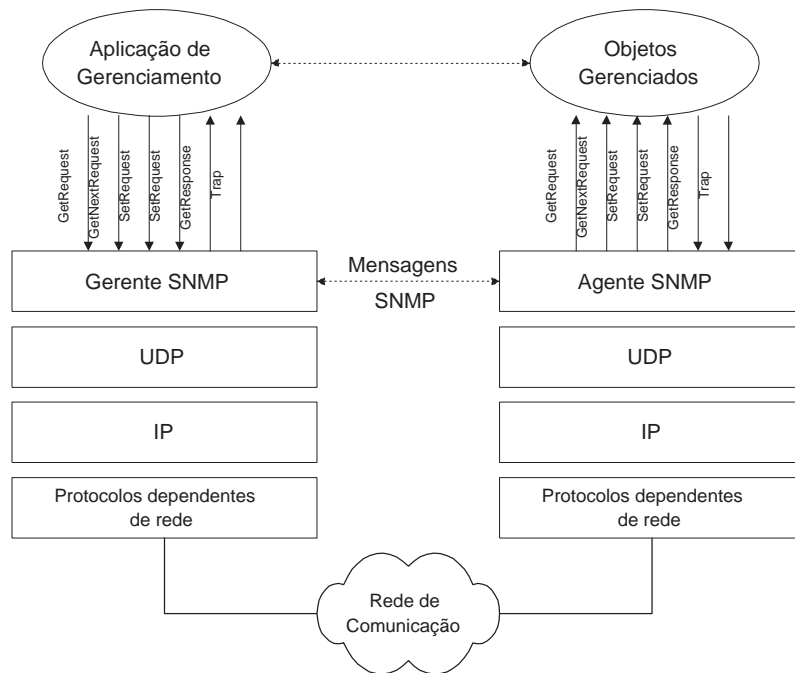 Aplicação de
Gerenciamento
Objetos
Gerenciados
GetRequest
GetNextRequest
SetRequest
SetRequest
GetResponse
Trap
GetRequest
GetNextRequest
SetRequest
SetRequest
GetResponse
Trap
Gerente SNMP
Mensagens
SNMP
Agente SNMP
UDP
UDP
IP
IP
Protocolos dependentes
de rede
Protocolos dependentes
de rede
Rede de
Comunicação